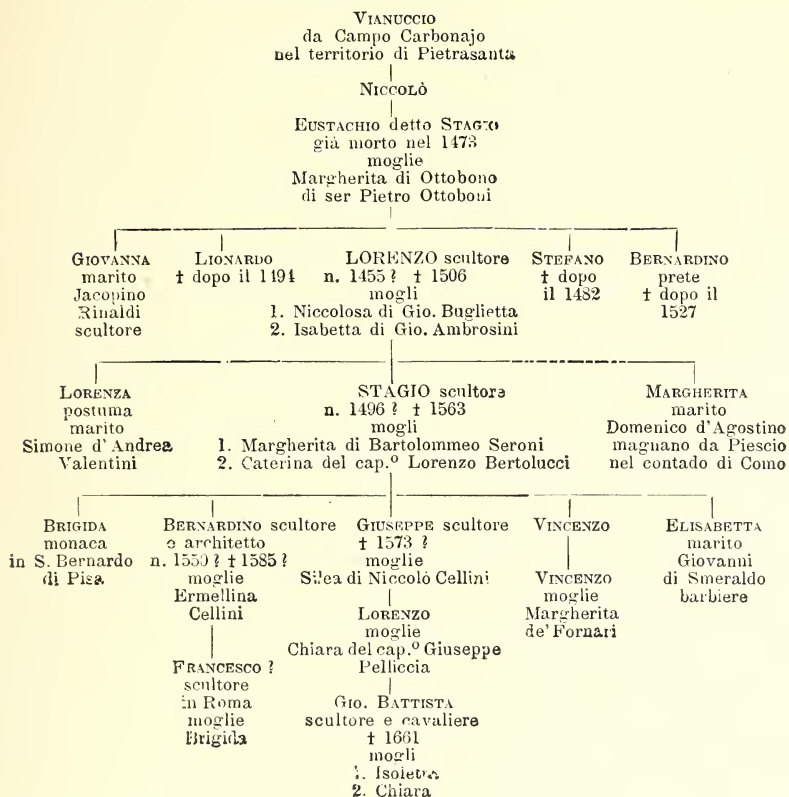 VIANUCCIO
da Campo Carbonajo
nel territorio di Pietrasanta
NICCOLÒ
EUSTACHIO detto STAGIO
già morto nel 1473
moglie
Margherita di Ottobono
di ser Pietro Ottoboni
GIOVANNA
marito
Jacopino
Rinaldi
scultore
LIONARDO
† dopo il 1494
LORENZO scultore
n. 1455? † 1506
mogli
1. Niccolosa di Gio. Buglietta
2. Isabetta di Gio. Ambrosini
STEFANO
† dopo
il 1482
BERNARDINO
prete
† dopo il
1527
LORENZA
postuma
marito
Simone d'Andrea
Valentini
STAGIO scultore
n. 1496? † 1563
mogli
1. Margherita di Bartolommeo Seroni
2. Caterina del cap.º Lorenzo Bertolucci
MARGHERITA
marito
Domenico d'Agostino
magnano da Piescio
nel contado di Como
BRIGIDA
monaca
in S. Bernardo
di Pisa
BERNARDINO scultore
e architetto
n. 1550? † 1585?
moglie
Ermellina
Cellini
FRANCESCO?
scultore
in Roma
moglie
Brigida
GIUSEPPE scultore
† 1573?
moglie
Silea di Niccolò Cellini
LORENZO
moglie
Chiara del cap.º Giuseppe
Pelliccia
GIO. BATTISTA
scultore e cavaliere
† 1661
mogli
1.
2. Chiara
VINCENZO
VINCENZO
moglie
Margherita
de' Fornari
ELISABETTA
marito
Giovanni
di Smeraldo
barbiere